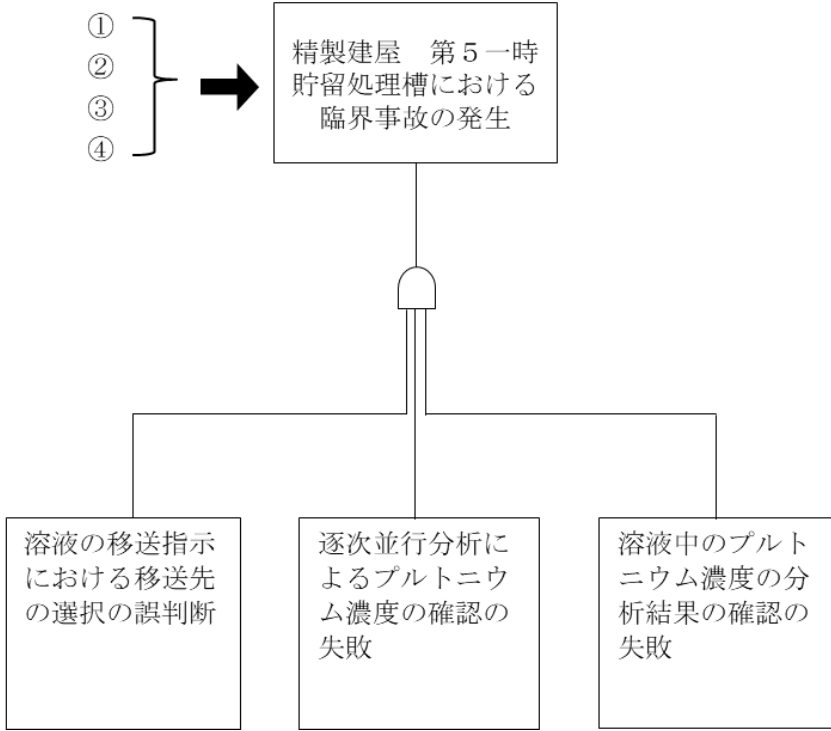 ①
②
③
④
精製建屋　第５一時
貯留処理槽における
臨界事故の発生
溶液の移送指示
における移送先
の選択の誤判断
逐次並行分析に
よるプルトニウ
ム濃度の確認の
失敗
溶液中のプルト
ニウム濃度の分
析結果の確認の
失敗